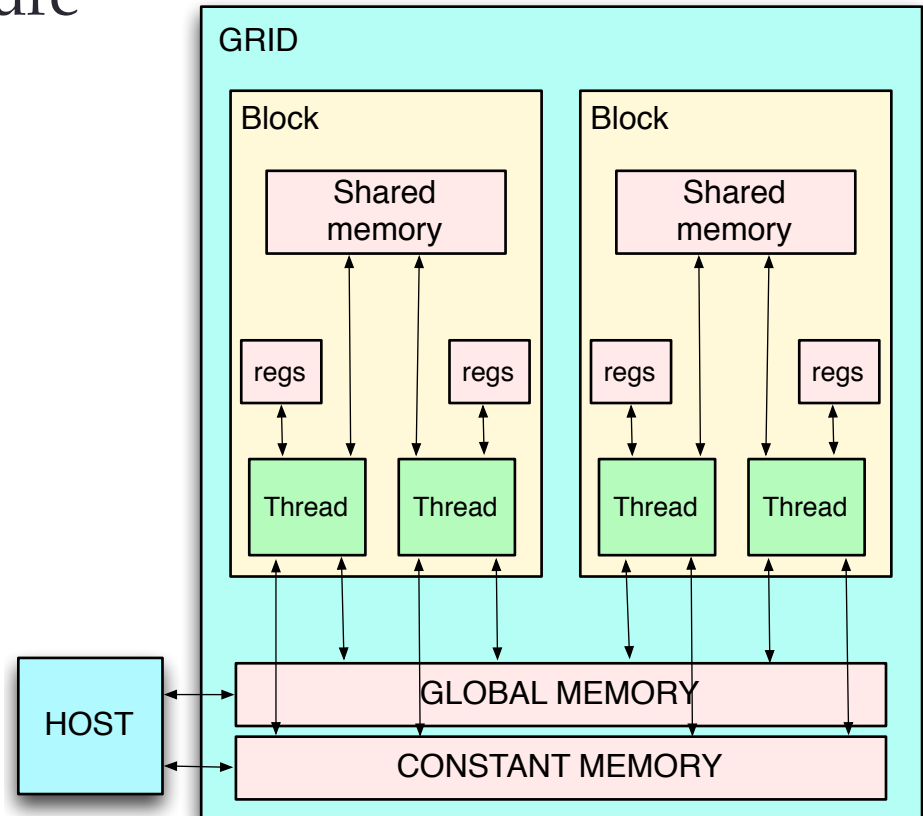 GRID
Block
Block
Shared
memory
Shared
memory
regs
regs
regs
regs
Thread
Thread
Thread
Thread
GLOBAL MEMORY
HOST
CONSTANT MEMORY